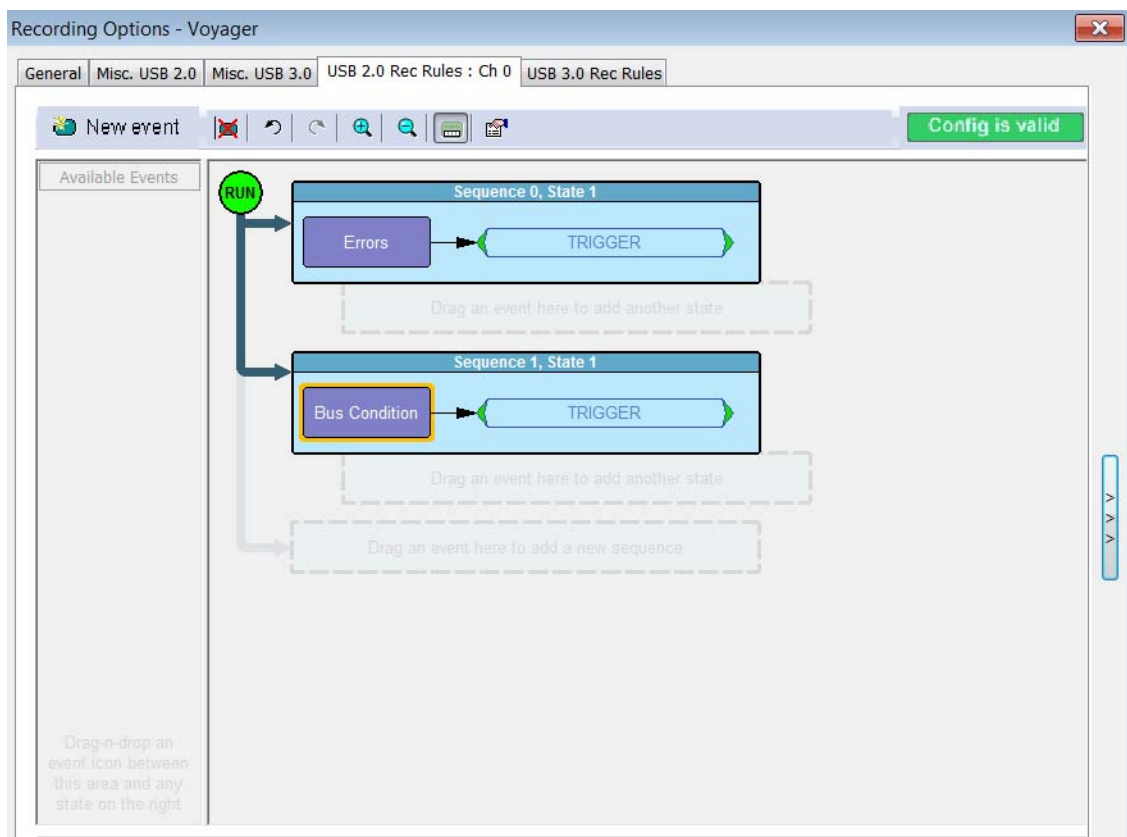 Recording Options - Voyager
General Misc. USB 2.0 Misc. USB 3.0 USB 2.0 Rec Rules : Ch 0 USB 3.0 Rec Rules
New event
Config is valid
Available Events
RUN
Sequence 0, State 1
Errors
TRIGGER
Drag an event here to add another state
Sequence 1, State 1
Bus Condition
TRIGGER
Drag an event here to add another state
Drag an event here to add a new sequence
>
>
>
Drag-n-drop an
event icon between
this area and any
state on the right